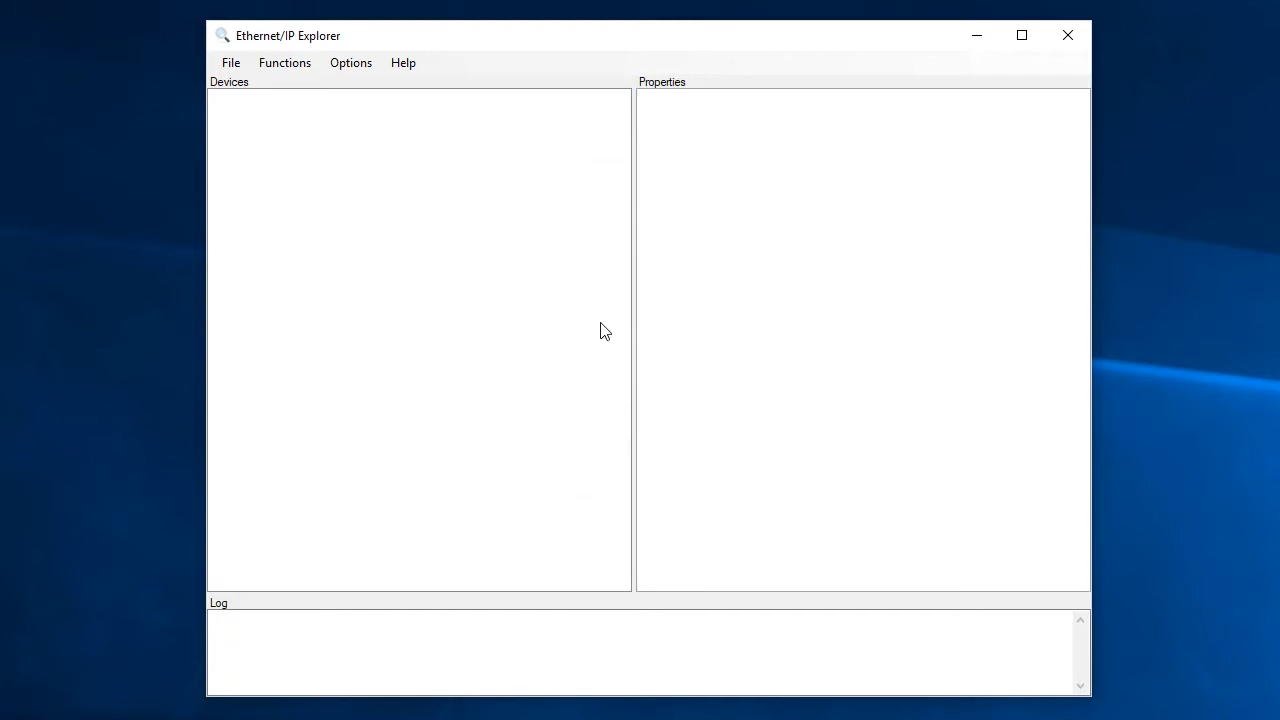 Ethernet/IP Explorer
File Functions Options Help
Devices
Properties
Log